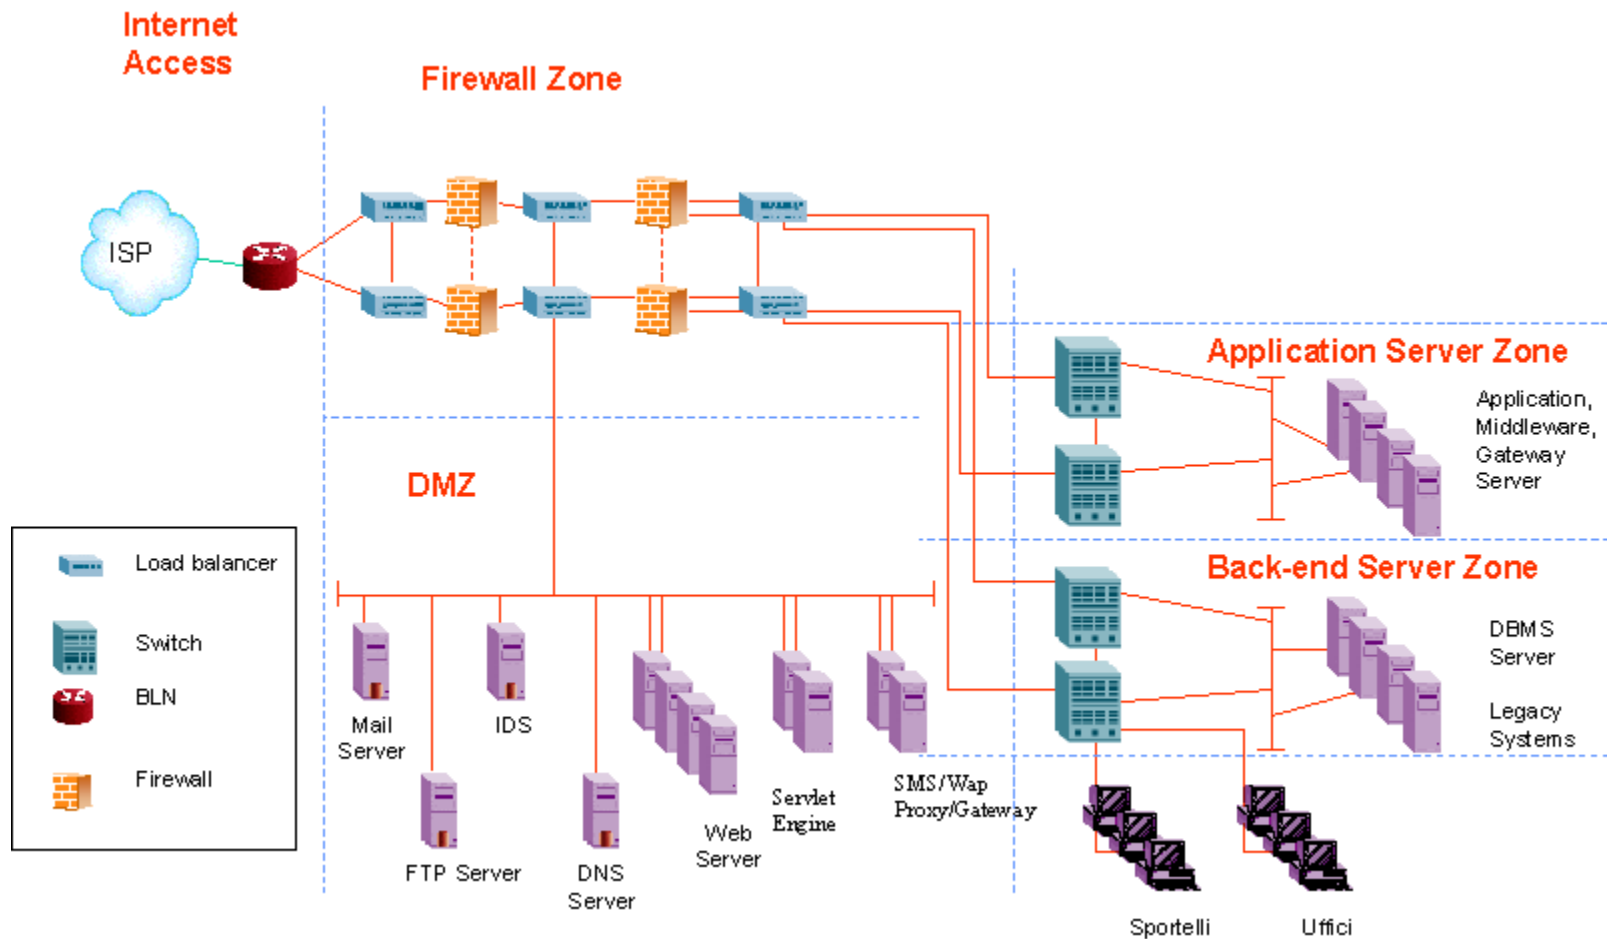 Internet
Access
Firewall Zone
ISP
Application Server Zone
Application,
Middleware,
Gateway
Server
DMZ
Load balancer
Switch
BLN
Firewall
Back-end Server Zone
DBMS
Server
Legacy
Systems
Mail
Server
IDS
FTP Server
DNS
Server
Web
Server
Servlet
Engine
SMS/Wap
Proxy/Gateway
Sportelli
Uffici